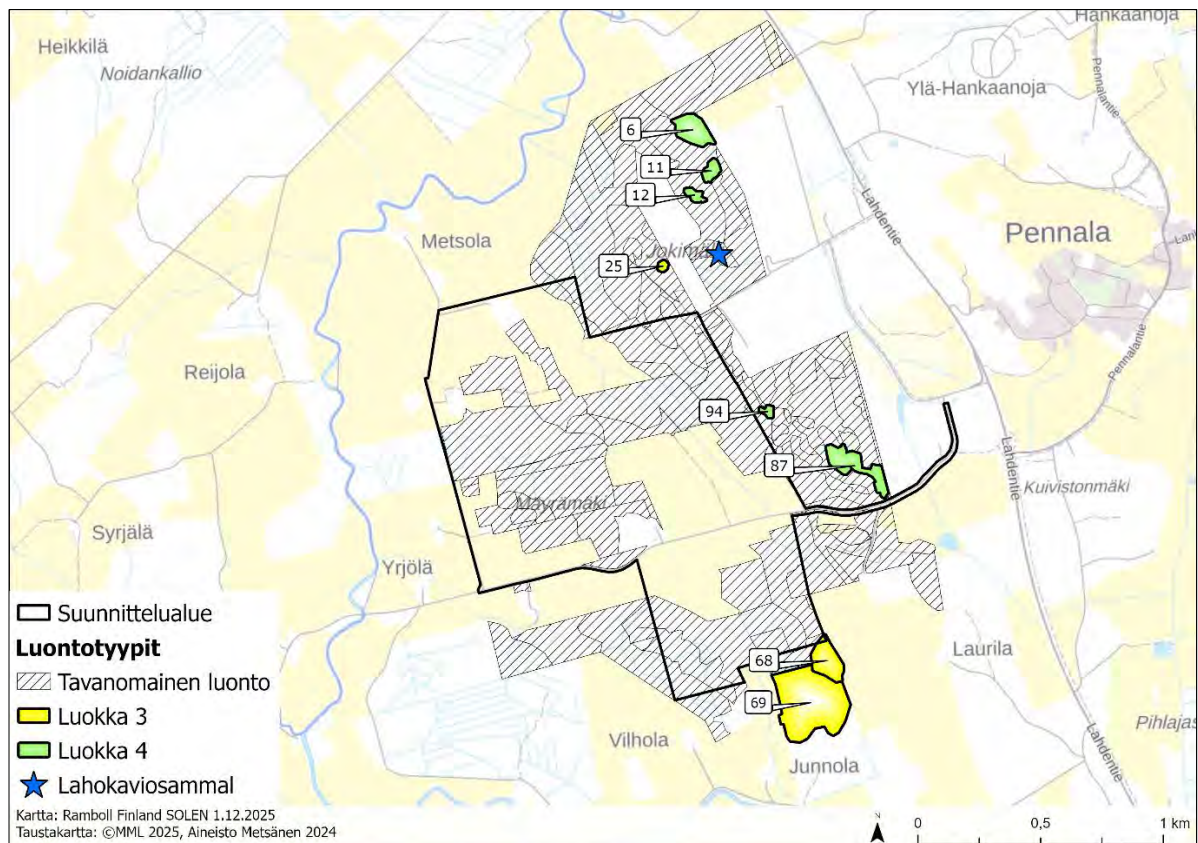 Hankaanoja
Heikkilä
Noidankallio
Pennalantie
Ylä-Hankaanoja
6
11
Lahdentie
12
Metsola
Pennala
Jokimä
25
Reijola
Pennalantie
94
87
Lahdentie
Kuivistonmäki
Mäyrämäki
Syrjälä
Yrjölä
Suunnittelualue
Luontotyypit
Tavanomainen luonto
Luokka 3
Luokka 4
Lahokaviosammal
68
Laurila
69
Lahdentie
Pihlajas
Vilhola
Junnola
Kartta: Ramboll Finland SOLEN 1.12.2025
Taustakartta: ©MML 2025, Aineisto Metsänen 2024
N
0 0,5 1 km